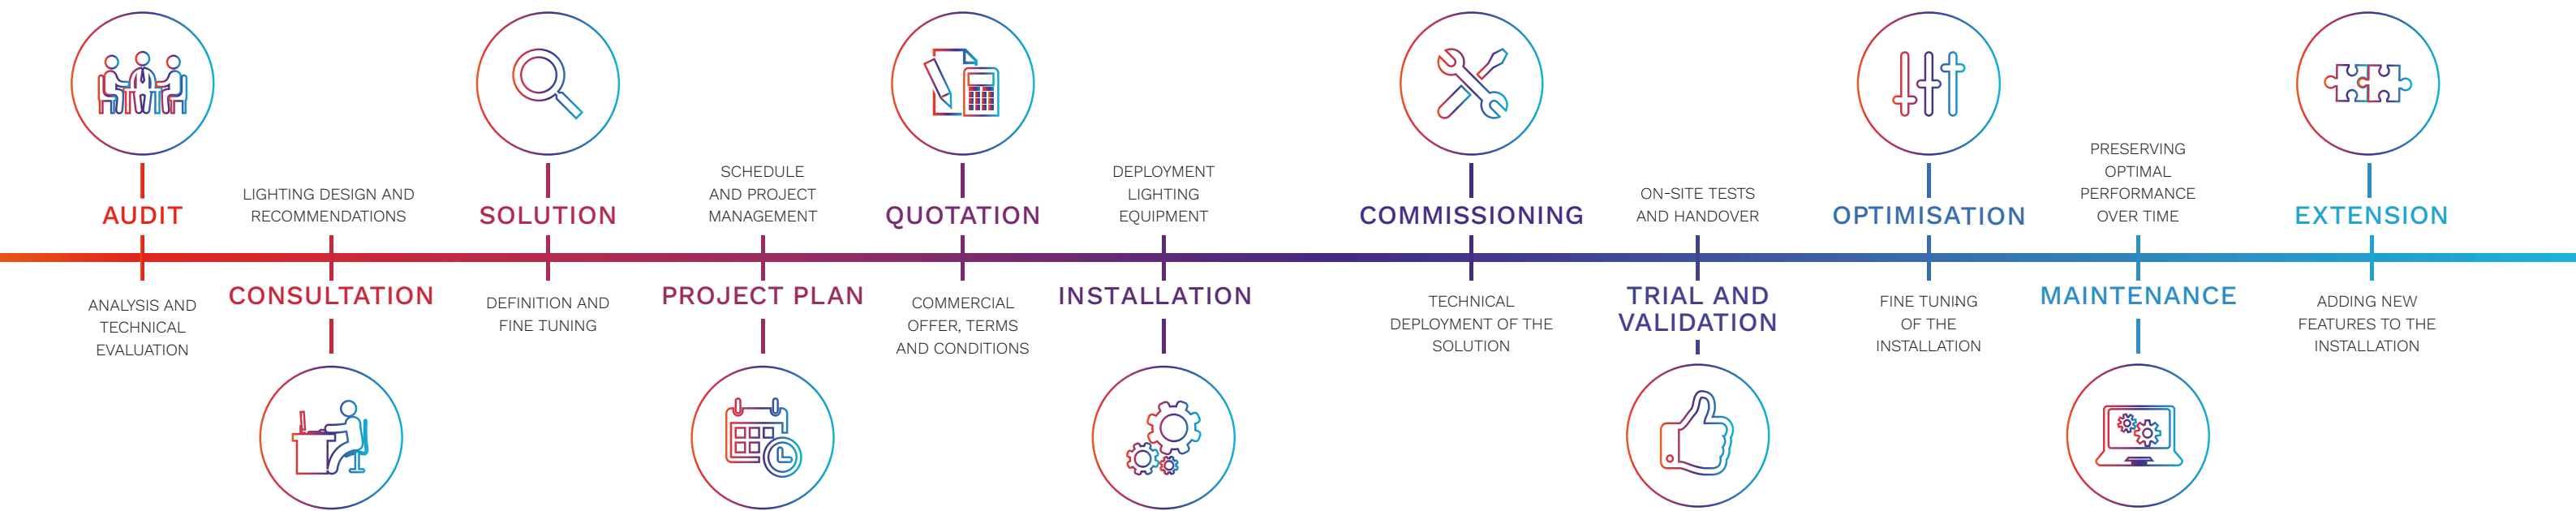 AUDIT
ANALYSIS AND
TECHNICAL
EVALUATION
LIGHTING DESIGN AND
RECOMMENDATIONS
CONSULTATION
SOLUTION
DEFINITION AND
FINE TUNING
SCHEDULE
AND PROJECT
MANAGEMENT
PROJECT PLAN
QUOTATION
COMMERCIAL
OFFER, TERMS
AND CONDITIONS
DEPLOYMENT
LIGHTING
EQUIPMENT
INSTALLATION
COMMISSIONING
TECHNICAL
DEPLOYMENT OF THE
SOLUTION
ON-SITE TESTS
AND HANDOVER
TRIAL AND
VALIDATION
OPTIMISATION
FINE TUNING
OF THE
INSTALLATION
PRESERVING
OPTIMAL
PERFORMANCE
OVER TIME
MAINTENANCE
EXTENSION
ADDING NEW
FEATURES TO THE
INSTALLATION